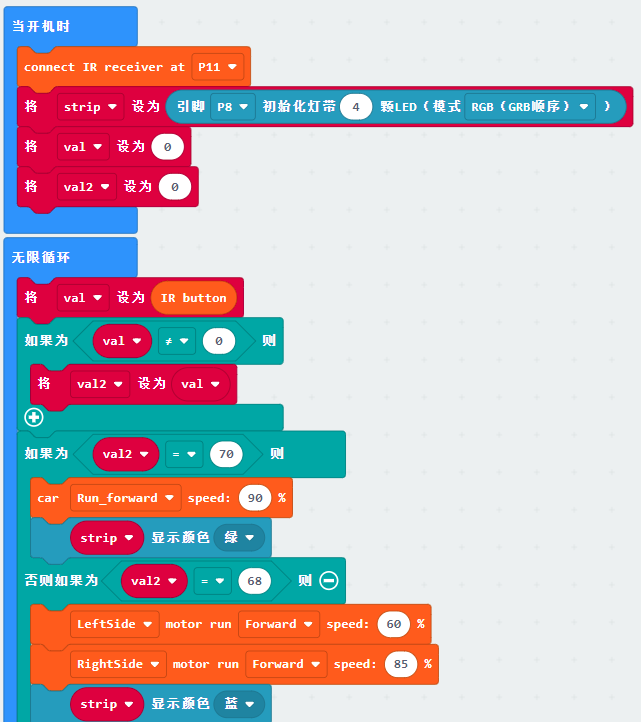 当开机时
connect IR receiver at P11
将 strip 设为 引脚 P8 初始化灯带 4 颗LED（模式 RGB（GRB顺序） ）
将 val 设为 0
将 val2 设为 0
无限循环
将 val 设为 IR button
如果为 val ≠ 0 则
将 val2 设为 val
如果为 val2 = 70 则
car Run_forward speed: 90 %
strip 显示颜色 绿
否则如果为 val2 = 68 则
LeftSide motor run Forward speed: 60 %
RightSide motor run Forward speed: 85 %
strip 显示颜色 蓝